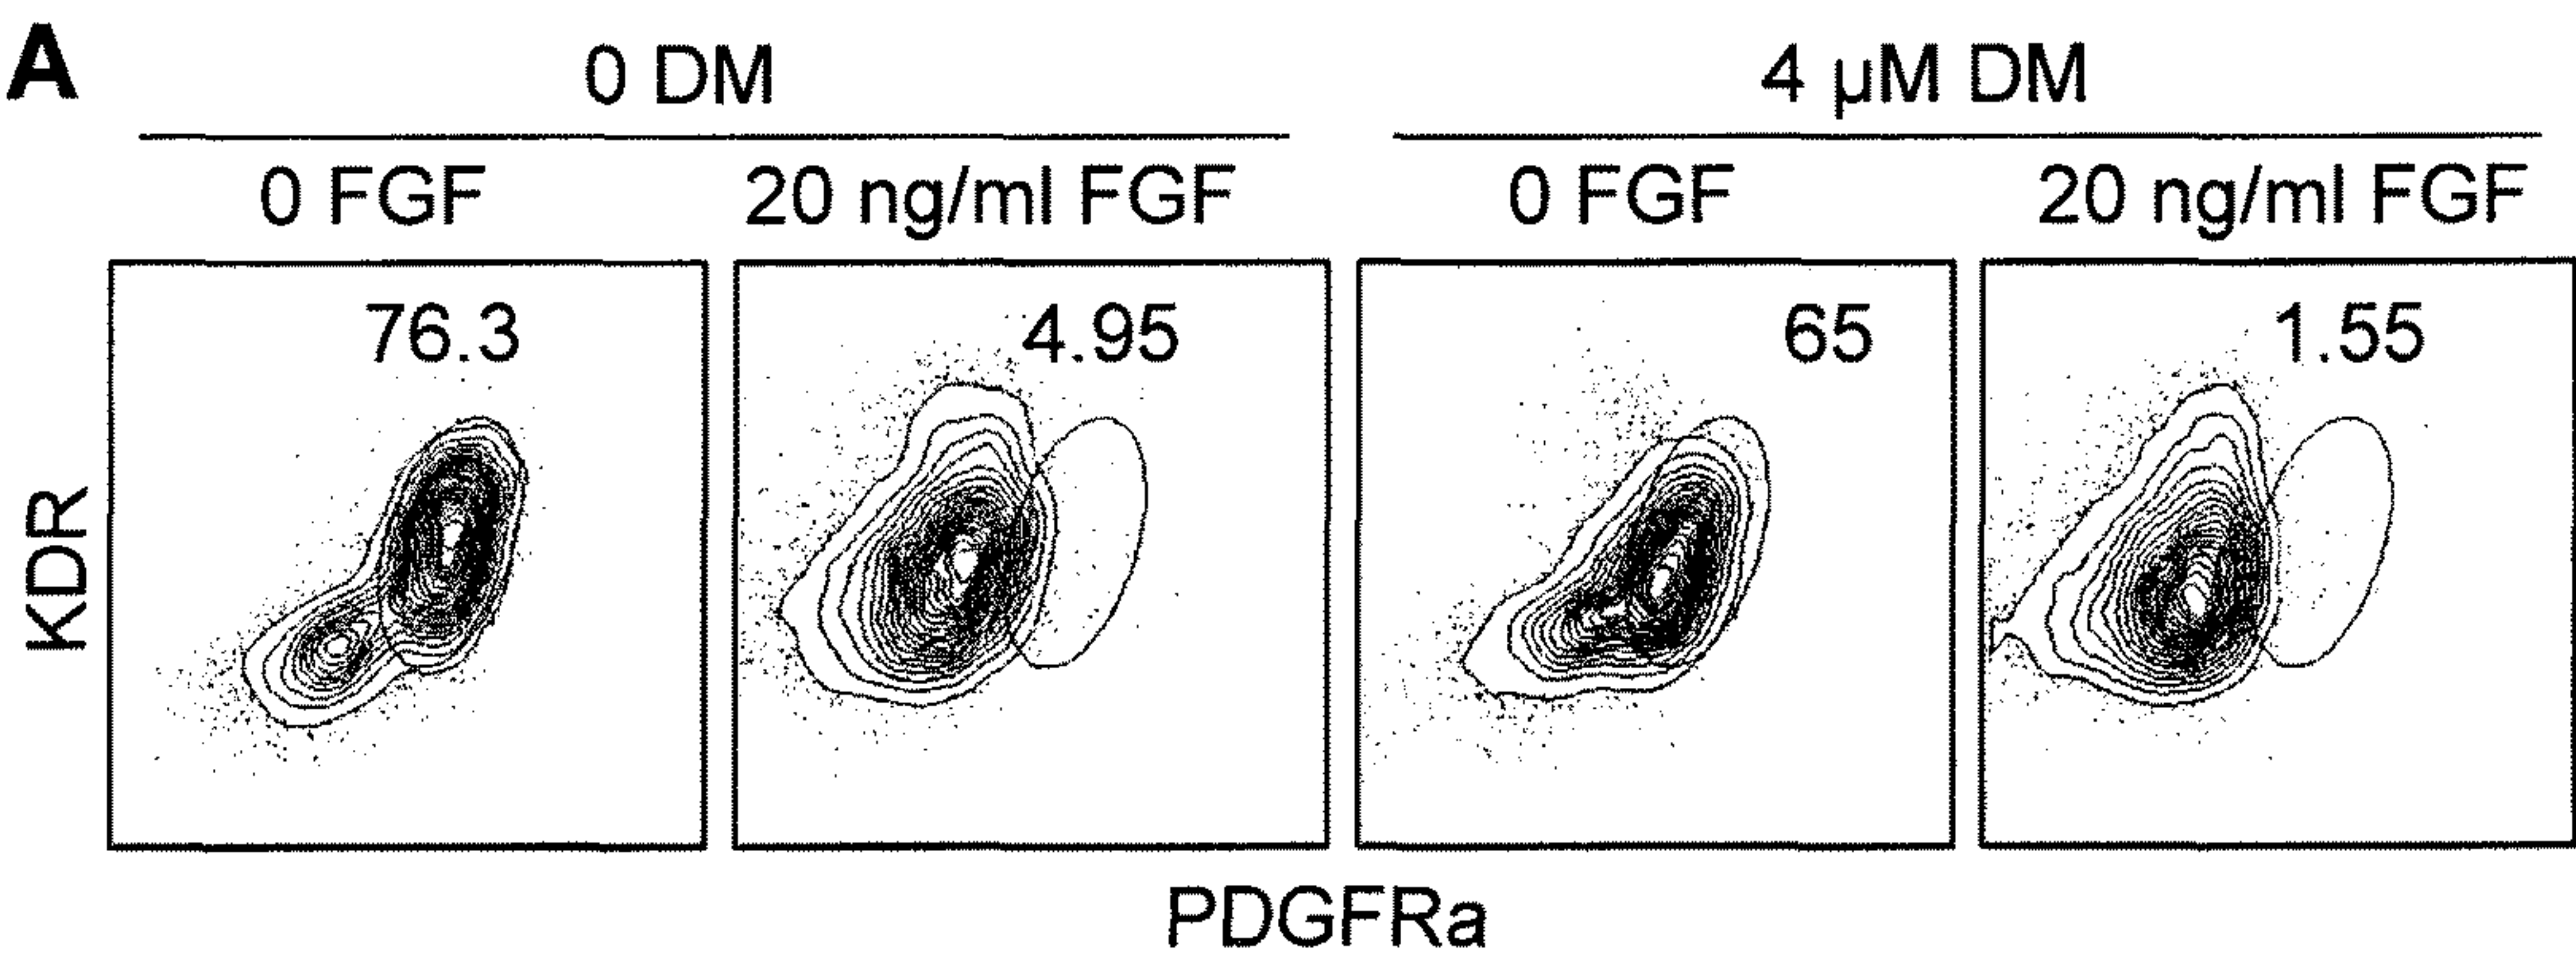 A
0 DM 4 µM DM
0 FGF 20 ng/ml FGF 0 FGF 20 ng/ml FGF
76.3 4.95 65 1.55
KDR
PDGFRa